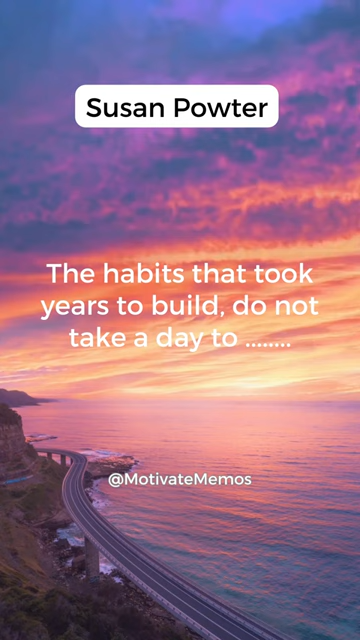 Susan Powter
The habits that took
years to build, do not
take a day to ........
@MotivateMemos